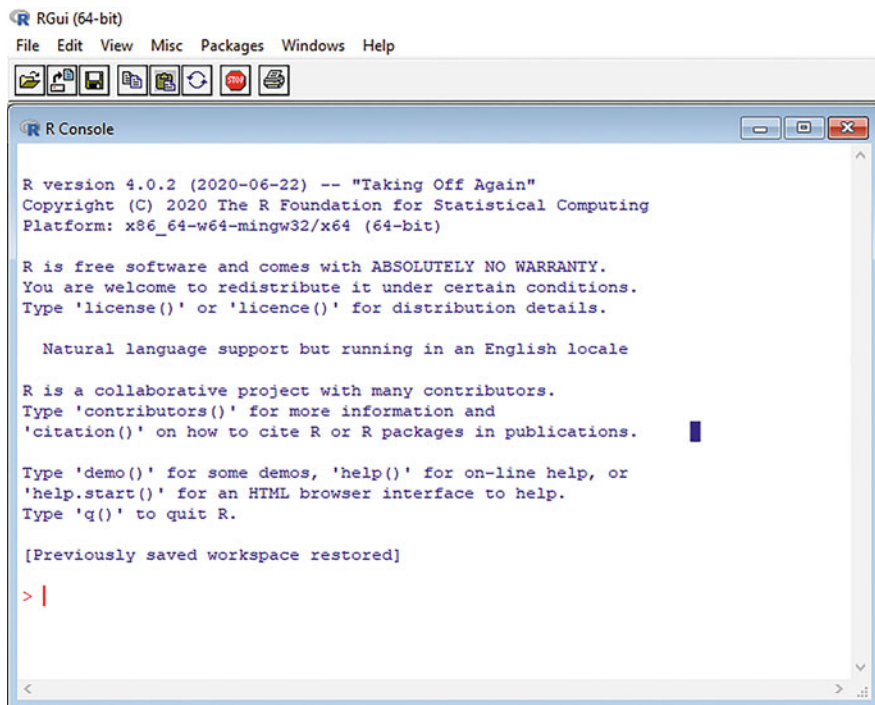 RGui (64-bit)
File Edit View Misc Packages Windows Help
STOP
R Console
R version 4.0.2 (2020-06-22) -- "Taking Off Again"
Copyright (C) 2020 The R Foundation for Statistical Computing
Platform: x86_64-w64-mingw32/x64 (64-bit)
R is free software and comes with ABSOLUTELY NO WARRANTY.
You are welcome to redistribute it under certain conditions.
Type 'license()' or 'licence()' for distribution details.
Natural language support but running in an English locale
R is a collaborative project with many contributors.
Type 'contributors()' for more information and
'citation()' on how to cite R or R packages in publications.
Type 'demo()' for some demos, 'help()' for on-line help, or
'help.start()' for an HTML browser interface to help.
Type 'q()' to quit R.
[Previously saved workspace restored]
>